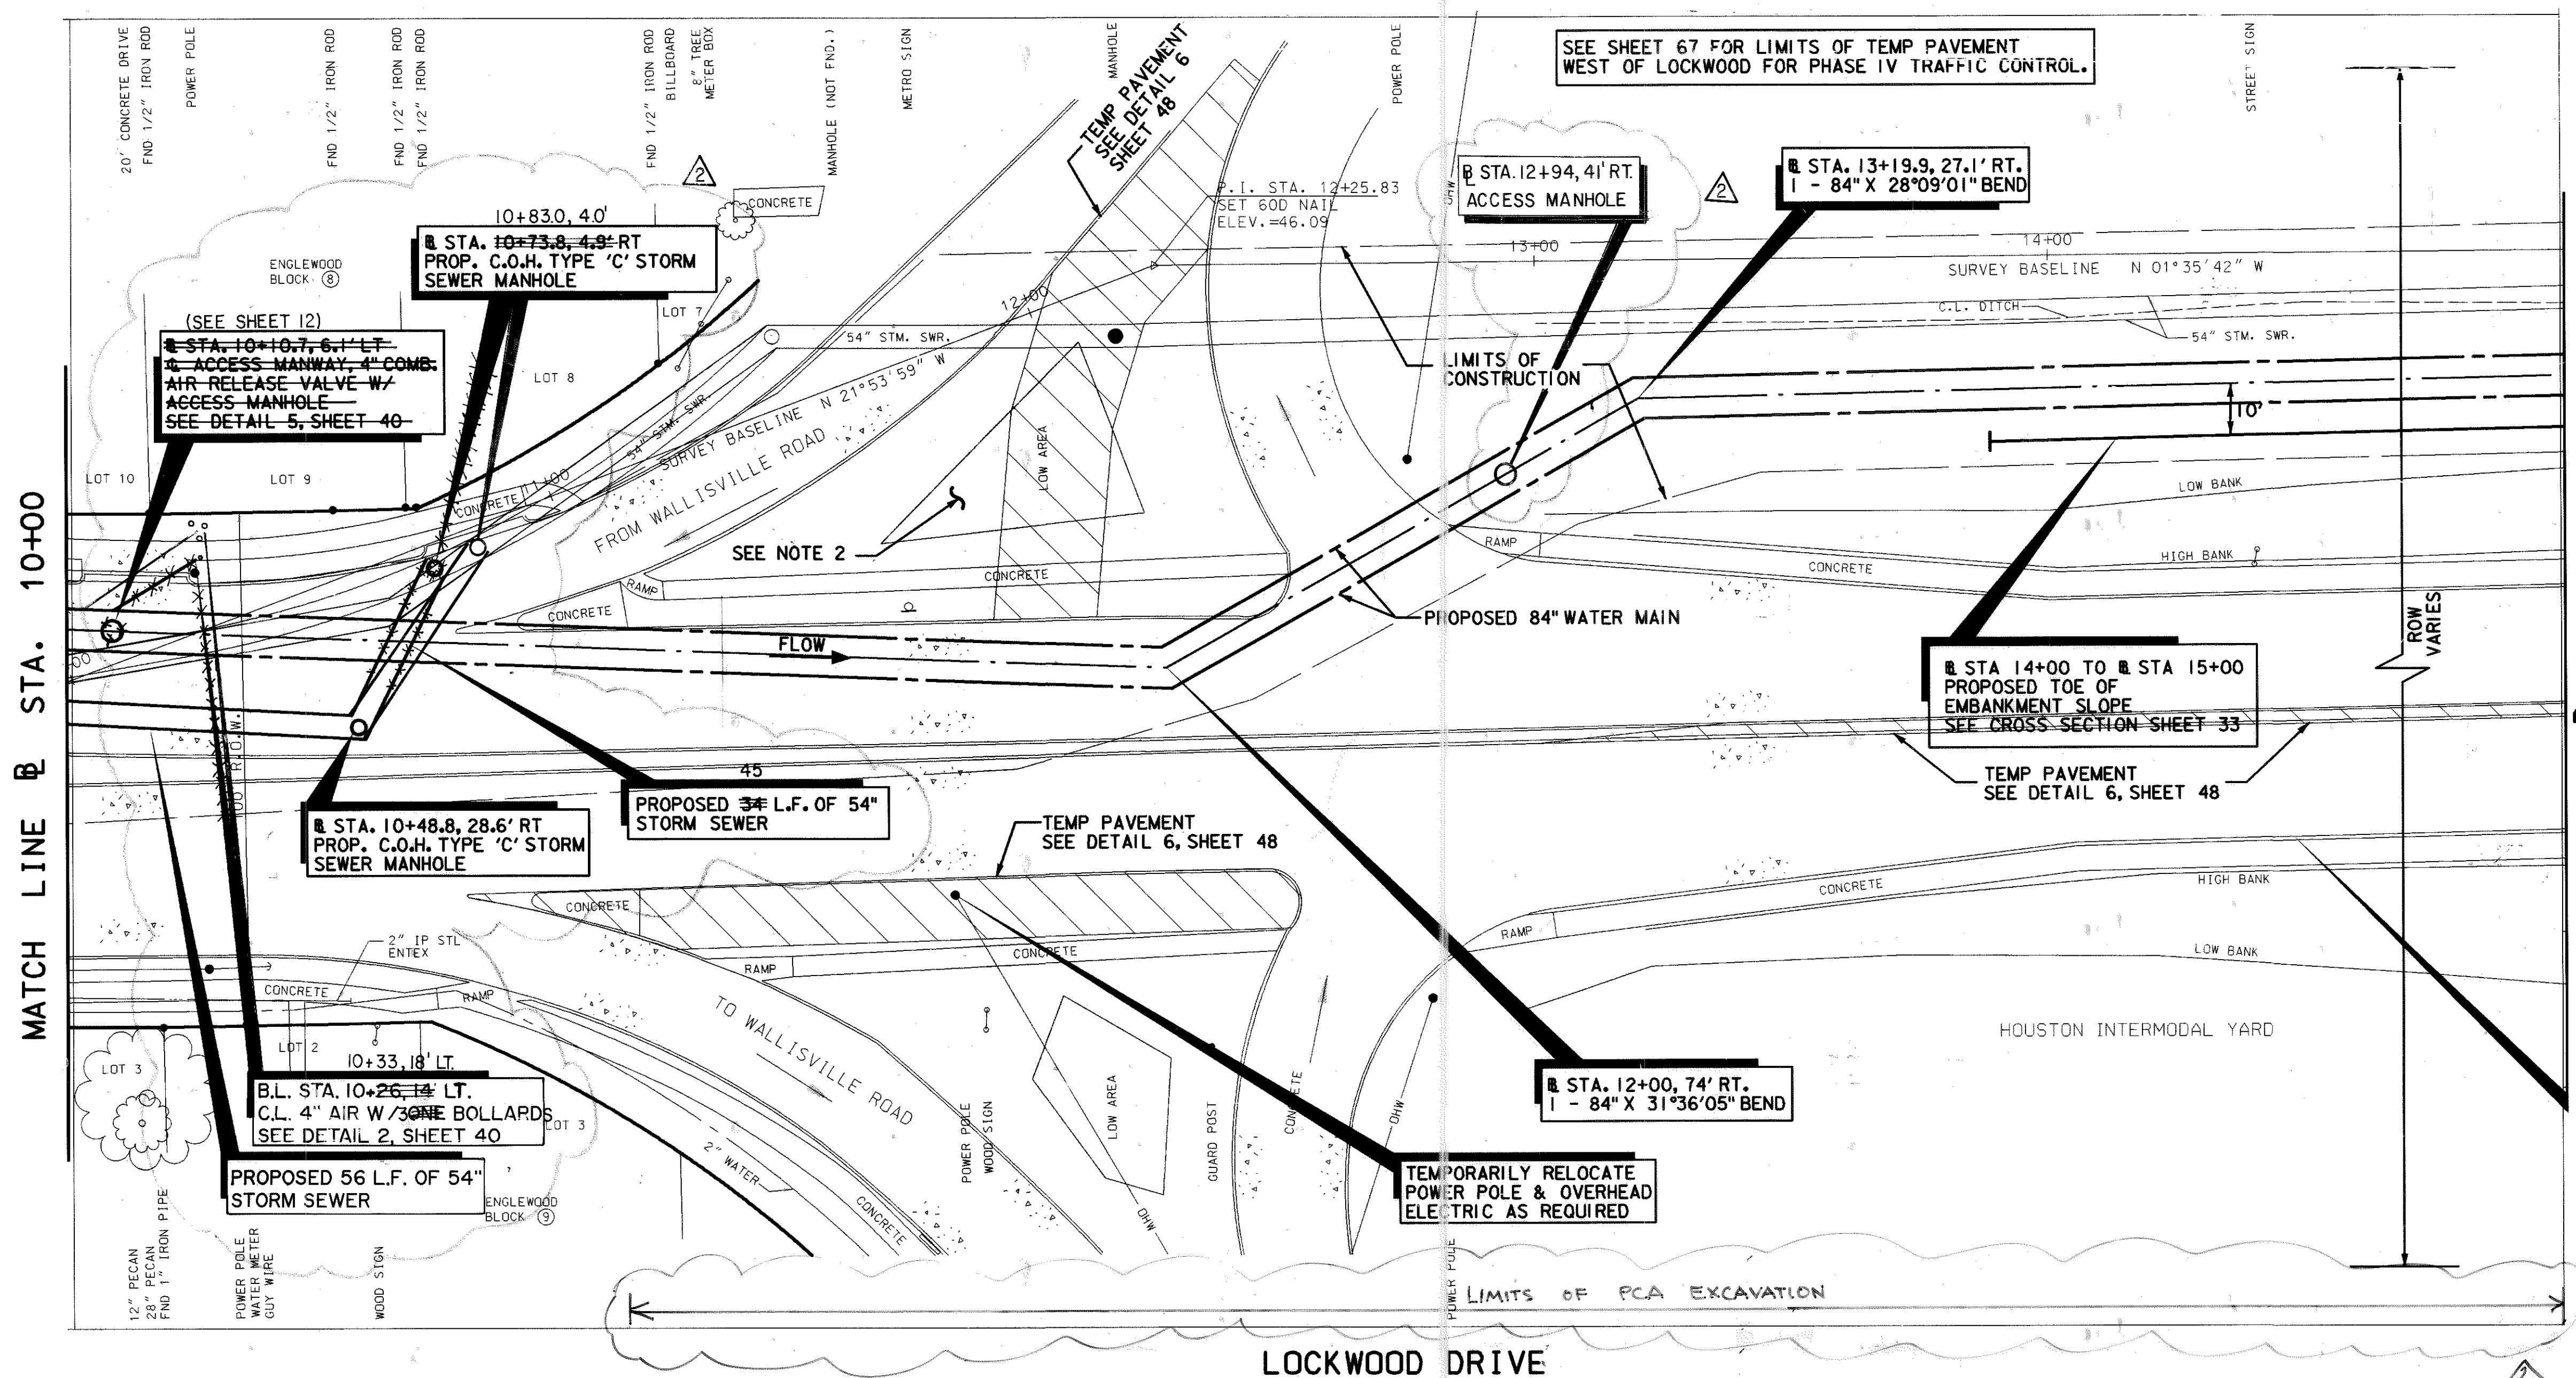 20' CONCRETE DRIVE
FND 1/2" IRON ROD
POWER POLE
FND 1/2" IRON ROD
FND 1/2" IRON ROD
FND 1/2" IRON ROD
FND 1/2" IRON ROD
BILLBOARD
8" TREE
METER BOX
MANHOLE (NOT FND.)
METRO SIGN
MANHOLE
POWER POLE
STREET SIGN
TEMP PAVEMENT
SEE DETAIL 6
SHEET 48
SEE SHEET 67 FOR LIMITS OF TEMP PAVEMENT
WEST OF LOCKWOOD FOR PHASE IV TRAFFIC CONTROL.
2
CONCRETE
10+83.0, 4.0'
℄ STA. 10+73.8, 4.9' RT
PROP. C.O.H. TYPE 'C' STORM
SEWER MANHOLE
ENGLEWOOD
BLOCK 8
P.I. STA. 12+25.83
SET 60D NAIL
ELEV.=46.09
OHW
B STA. 12+94, 41' RT.
ACCESS MANHOLE
2
B STA. 13+19.9, 27.1' RT.
1 - 84" X 28°09'01" BEND
13+00
14+00
SURVEY BASELINE N 01°35'42" W
C.L. DITCH
54" STM. SWR.
(SEE SHEET 12)
B STA. 10+10.7, 6.1' LT
℄ ACCESS MANWAY, 4" COMB.
AIR RELEASE VALVE W/
ACCESS MANHOLE
SEE DETAIL 5, SHEET 40
LOT 7
LOT 8
LOT 9
LOT 10
12+00
54" STM. SWR.
54" STM. SWR.
SURVEY BASELINE N 21°53'59" W
FROM WALLISVILLE ROAD
LOW AREA
LIMITS OF
CONSTRUCTION
10'
LOW BANK
HIGH BANK
CONCRETE
11+00
SEE NOTE 2
CONCRETE
RAMP
CONCRETE
RAMP
CONCRETE
PROPOSED 84" WATER MAIN
FLOW
00
ROW
VARIES
B STA 14+00 TO B STA 15+00
PROPOSED TOE OF
EMBANKMENT SLOPE
SEE CROSS SECTION SHEET 33
TEMP PAVEMENT
SEE DETAIL 6, SHEET 48
MATCH LINE B STA. 10+00
R.O.W.
45
PROPOSED 34 L.F. OF 54"
STORM SEWER
B STA. 10+48.8, 28.6' RT
PROP. C.O.H. TYPE 'C' STORM
SEWER MANHOLE
TEMP PAVEMENT
SEE DETAIL 6, SHEET 48
CONCRETE
2" IP STL
ENTEX
CONCRETE
RAMP
RAMP
CONCRETE
CONCRETE
RAMP
HIGH BANK
LOW BANK
HOUSTON INTERMODAL YARD
TO WALLISVILLE ROAD
LOT 3
LOT 2
10+33, 18' LT.
B.L. STA. 10+26, 14' LT.
C.L. 4" AIR W/3 ONE BOLLARDS
SEE DETAIL 2, SHEET 40
LOT 3
PROPOSED 56 L.F. OF 54"
STORM SEWER
ENGLEWOOD
BLOCK 9
2" WATER
CONCRETE
POWER POLE
WOOD SIGN
LOW AREA
GUARD POST
CONCRETE
OHW
OHW
B STA. 12+00, 74' RT.
1 - 84" X 31°36'05" BEND
TEMPORARILY RELOCATE
POWER POLE & OVERHEAD
ELECTRIC AS REQUIRED
12" PECAN
28" PECAN
FND 1" IRON PIPE
POWER POLE
WATER METER
GUY WIRE
WOOD SIGN
POWER POLE
LIMITS OF PCA EXCAVATION
LOCKWOOD DRIVE
2